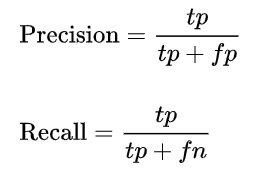 Precision = tp / tp + fp
Recall = tp / tp + fn